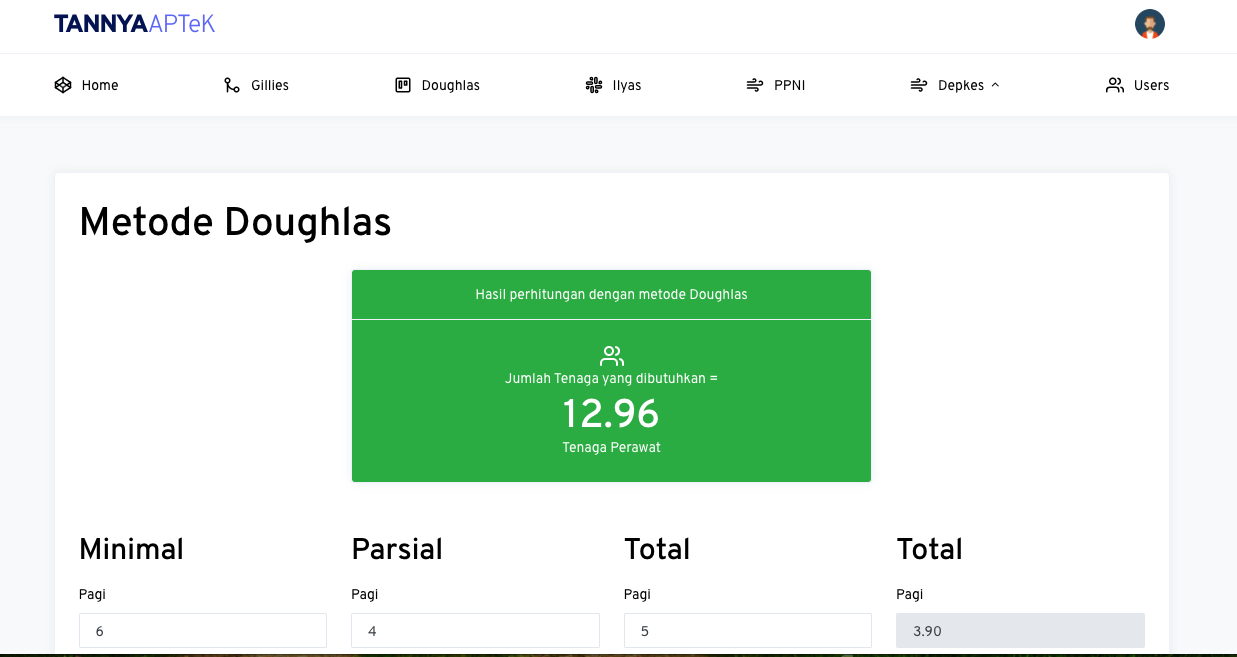 TANNYAAPTeK
Home Gillies Doughlas Ilyas PPNI Depkes Users
Metode Doughlas
Hasil perhitungan dengan metode Doughlas
Jumlah Tenaga yang dibutuhkan =
12.96
Tenaga Perawat
Minimal Parsial Total Total
Pagi Pagi Pagi Pagi
6 4 5 3.90